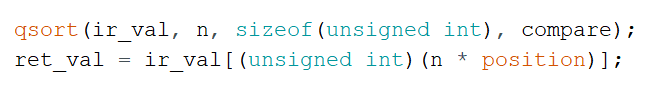 qsort(ir_val, n, sizeof(unsigned int), compare);
ret_val = ir_val[(unsigned int)(n * position)];